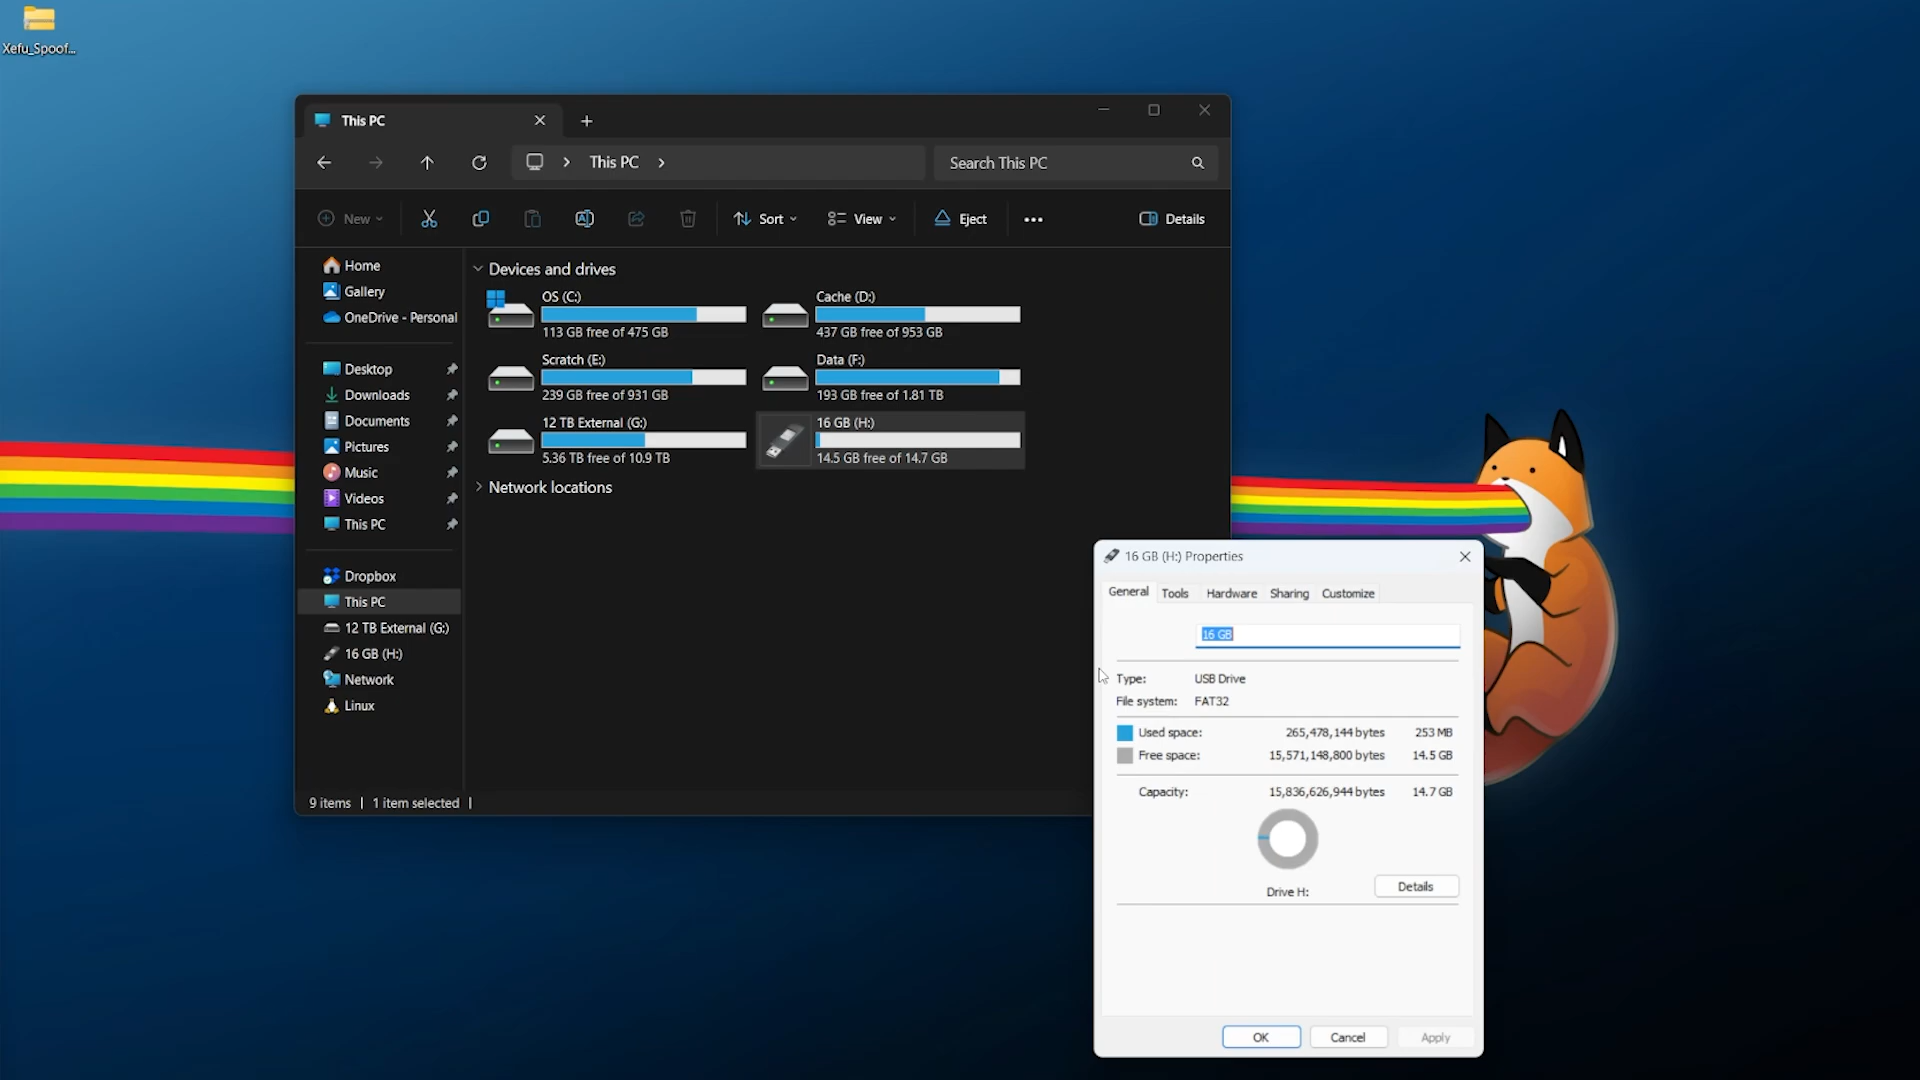 Xefu_Spoof...
This PC
This PC
Search This PC
New
Sort
View
Eject
Details
Home
Gallery
OneDrive - Personal
Desktop
Downloads
Documents
Pictures
Music
Videos
This PC
Dropbox
This PC
12 TB External (G:)
16 GB (H:)
Network
Linux
Devices and drives
OS (C:)
113 GB free of 475 GB
Cache (D:)
437 GB free of 953 GB
Scratch (E:)
239 GB free of 931 GB
Data (F:)
193 GB free of 1.81 TB
12 TB External (G:)
5.36 TB free of 10.9 TB
16 GB (H:)
14.5 GB free of 14.7 GB
Network locations
9 items
1 item selected
16 GB (H:) Properties
General Tools Hardware Sharing Customize
16 GB
Type: USB Drive
File system: FAT32
Used space: 265,478,144 bytes 253 MB
Free space: 15,571,148,800 bytes 14.5 GB
Capacity: 15,836,626,944 bytes 14.7 GB
Drive H:
Details
OK Cancel Apply